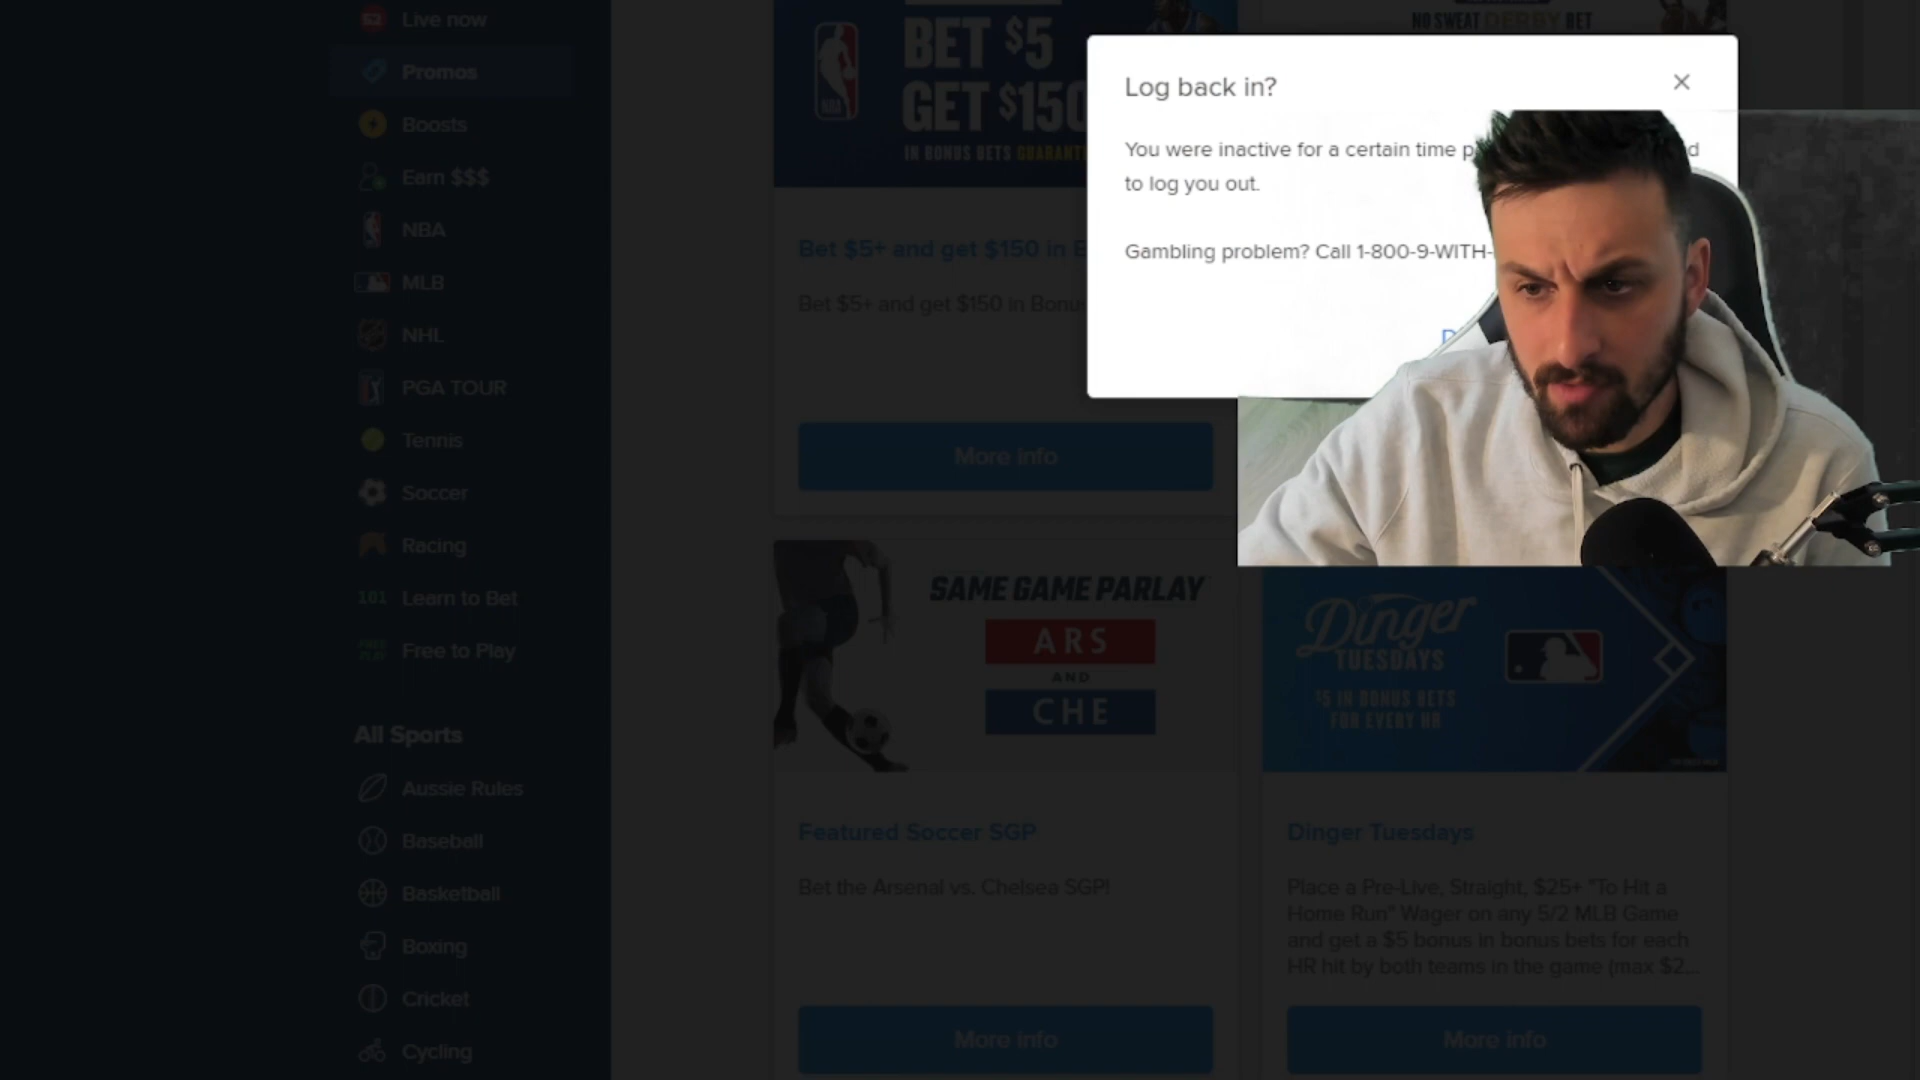 Live now
Promos
Boosts
Earn $$$
NBA
MLB
NHL
PGA TOUR
Tennis
Soccer
Racing
101 Learn to Bet
FREE PLAY Free to Play
All Sports
Aussie Rules
Baseball
Basketball
Boxing
Cricket
Cycling
BET $5
GET $150
IN BONUS BETS
NBA
Bet $5+ and get $150 in
Bet $5+ and get $150 in
More info
NO SWEAT DERBY BET
Log back in?
You were inactive for a certain time
to log you out.
Gambling problem? Call 1-800-9-WITH-
SAME GAME PARLAY
ARS
AND
CHE
Featured Soccer SGP
Bet the Arsenal vs. Chelsea SGP!
More info
Dinger
TUESDAYS
$5 IN BONUS BETS
FOR EVERY HR
Dinger Tuesdays
Place a Pre-Live, Straight, $25+ "To Hit a
Home Run" Wager on any 5/2 MLB Game
and get a $5 bonus in bonus bets for each
HR hit by both teams in the game (max $2...
More info